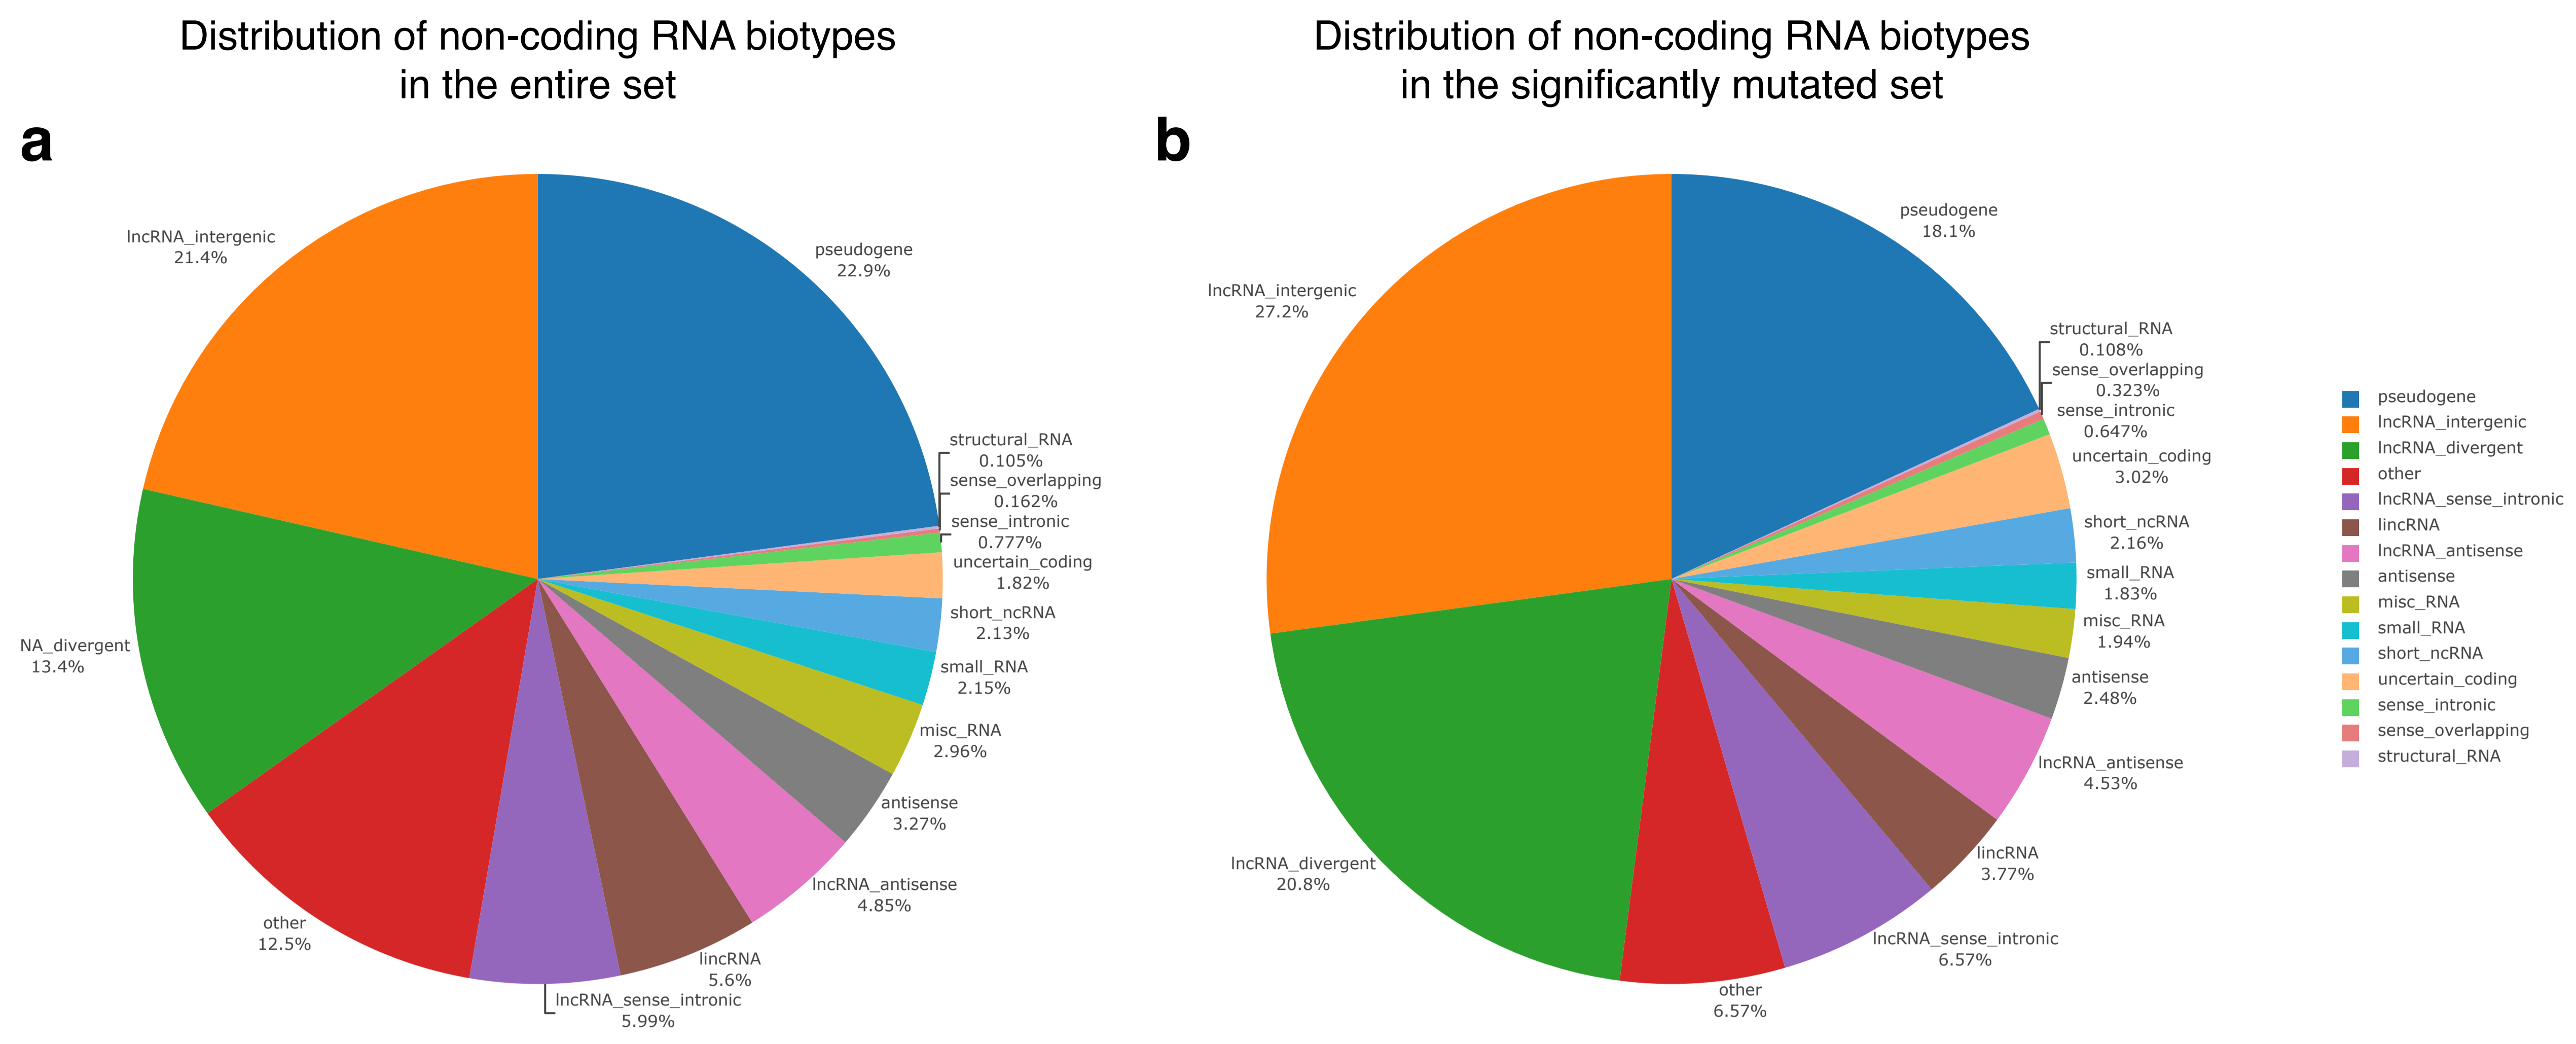 Distribution of non-coding RNA biotypes
in the entire set
a
lncRNA_intergenic
21.4%
pseudogene
22.9%
structural_RNA
0.105%
sense_overlapping
0.162%
sense_intronic
0.777%
uncertain_coding
1.82%
short_ncRNA
2.13%
small_RNA
2.15%
misc_RNA
2.96%
antisense
3.27%
lncRNA_antisense
4.85%
lincRNA
5.6%
lncRNA_sense_intronic
5.99%
other
12.5%
NA_divergent
13.4%
Distribution of non-coding RNA biotypes
in the significantly mutated set
b
lncRNA_intergenic
27.2%
pseudogene
18.1%
structural_RNA
0.108%
sense_overlapping
0.323%
sense_intronic
0.647%
uncertain_coding
3.02%
short_ncRNA
2.16%
small_RNA
1.83%
misc_RNA
1.94%
antisense
2.48%
lncRNA_antisense
4.53%
lincRNA
3.77%
lncRNA_sense_intronic
6.57%
other
6.57%
lncRNA_divergent
20.8%
pseudogene
lncRNA_intergenic
lncRNA_divergent
other
lncRNA_sense_intronic
lincRNA
lncRNA_antisense
antisense
misc_RNA
small_RNA
short_ncRNA
uncertain_coding
sense_intronic
sense_overlapping
structural_RNA